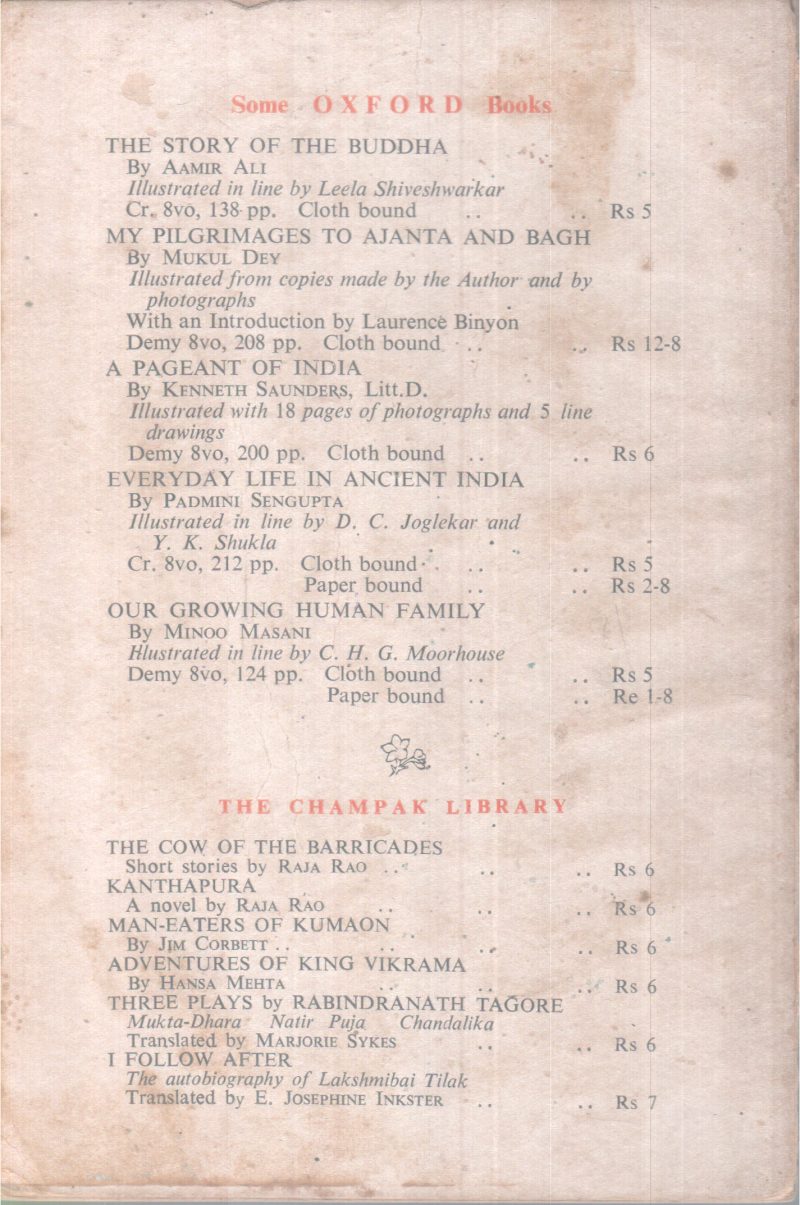 Some OXFORD Books
THE STORY OF THE BUDDHA
By AAMIR ALI
Illustrated in line by Leela Shiveshwarkar
Cr. 8vo, 138 pp. Cloth bound .. .. Rs 5
MY PILGRIMAGES TO AJANTA AND BAGH
By MUKUL DEY
Illustrated from copies made by the Author and by
photographs
With an Introduction by Laurence Binyon
Demy 8vo, 208 pp. Cloth bound .. .. Rs 12-8
A PAGEANT OF INDIA
By KENNETH SAUNDERS, Litt.D.
Illustrated with 18 pages of photographs and 5 line
drawings
Demy 8vo, 200 pp. Cloth bound .. .. Rs 6
EVERYDAY LIFE IN ANCIENT INDIA
By PADMINI SENGUPTA
Illustrated in line by D. C. Joglekar and
Y. K. Shukla
Cr. 8vo, 212 pp. Cloth bound .. .. Rs 5
Paper bound .. .. Rs 2-8
OUR GROWING HUMAN FAMILY
By MINOO MASANI
Illustrated in line by C. H. G. Moorhouse
Demy 8vo, 124 pp. Cloth bound .. .. Rs 5
Paper bound .. .. Re 1-8
THE CHAMPAK LIBRARY
THE COW OF THE BARRICADES
Short stories by RAJA RAO .. .. .. Rs 6
KANTHAPURA
A novel by RAJA RAO .. .. .. Rs 6
MAN-EATERS OF KUMAON
By JIM CORBETT .. .. .. .. Rs 6
ADVENTURES OF KING VIKRAMA
By HANSA MEHTA .. .. .. Rs 6
THREE PLAYS by RABINDRANATH TAGORE
Mukta-Dhara Natir Puja Chandalika
Translated by MARJORIE SYKES .. .. Rs 6
I FOLLOW AFTER
The autobiography of Lakshmibai Tilak
Translated by E. JOSEPHINE INKSTER .. .. Rs 7